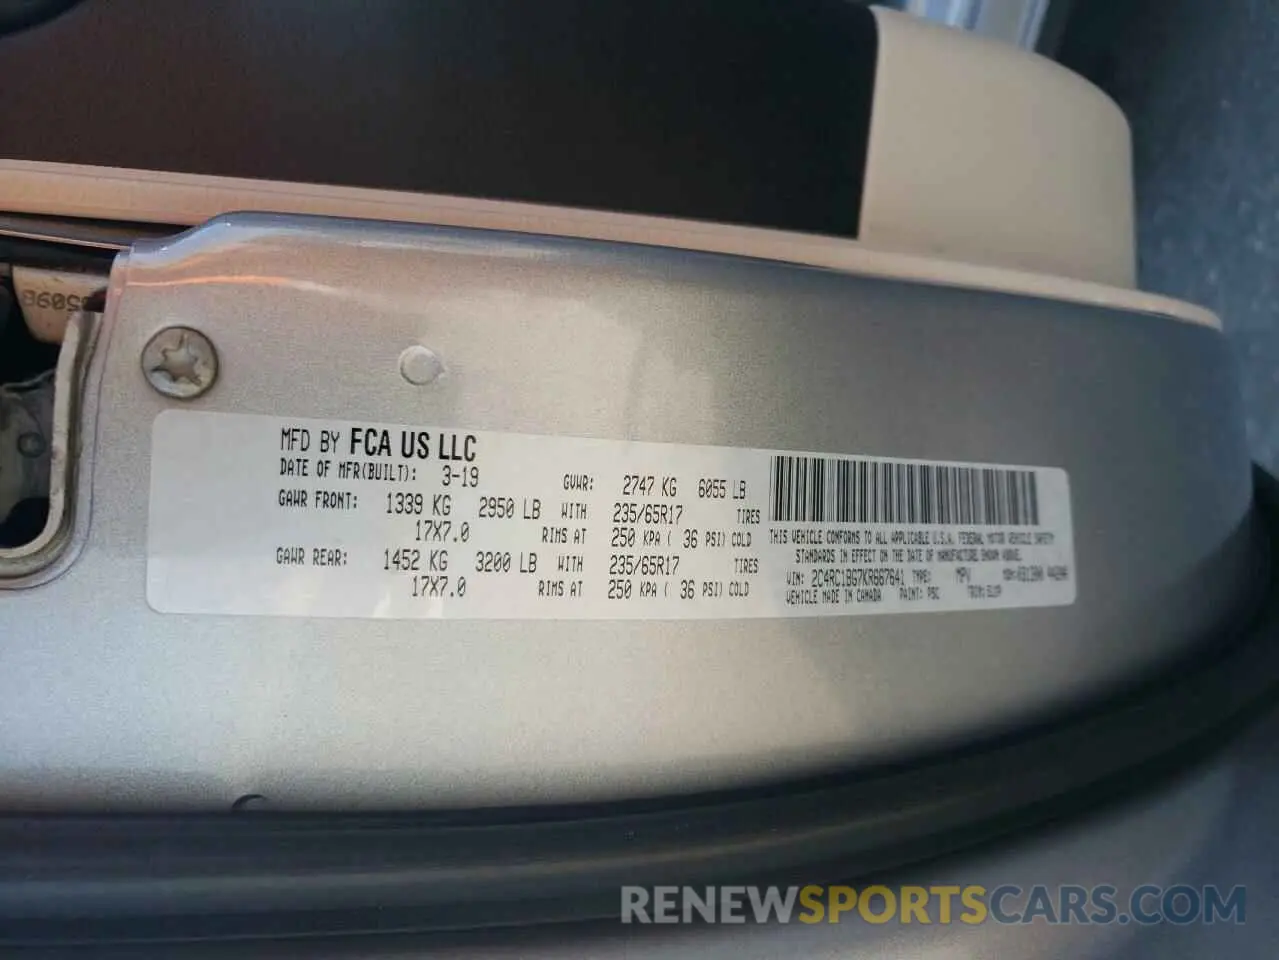 MFD BY FCA US LLC
DATE OF MFR(BUILT): 3-19 GVWR: 2747 KG 6055 LB
GAWR FRONT: 1339 KG 2950 LB WITH 235/65R17 TIRES
17X7.0 RIMS AT 250 KPA ( 36 PSI) COLD
GAWR REAR: 1452 KG 3200 LB WITH 235/65R17 TIRES
17X7.0 RIMS AT 250 KPA ( 36 PSI) COLD
THIS VEHICLE CONFORMS TO ALL APPLICABLE U.S.A. FEDERAL MOTOR VEHICLE SAFETY
STANDARDS IN EFFECT ON THE DATE OF MANUFACTURE SHOWN ABOVE.
VIN: 2C4RC1BG7KR667641 TYPE: MPV
VEHICLE MADE IN CANADA PAINT: PSC TRIM:
RENEWSPORTSCARS.COM